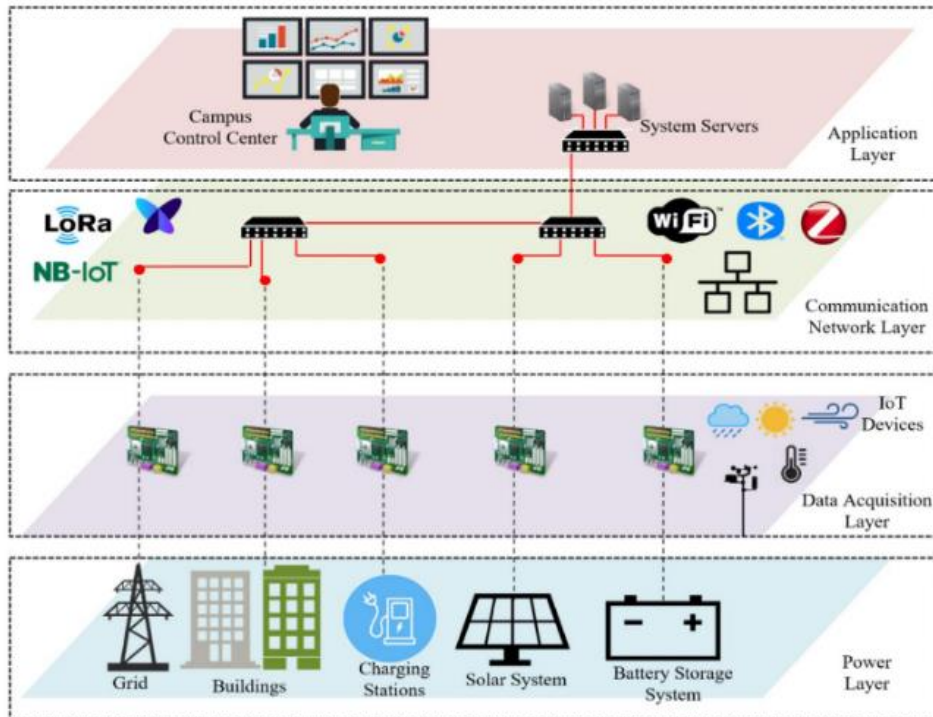 Campus
Control Center
System Servers
Application
Layer
LoRa
NB-IoT
WiFi™
Z
Communication
Network Layer
IoT
Devices
Data Acquisition
Layer
Grid
Buildings
Charging
Stations
Solar System
Battery Storage
System
Power
Layer